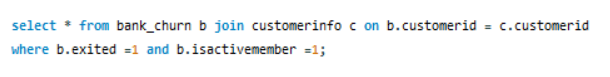 select * from bank_churn b join customerinfo c on b.customerid = c.customerid
where b.exited =1 and b.isactivemember =1;